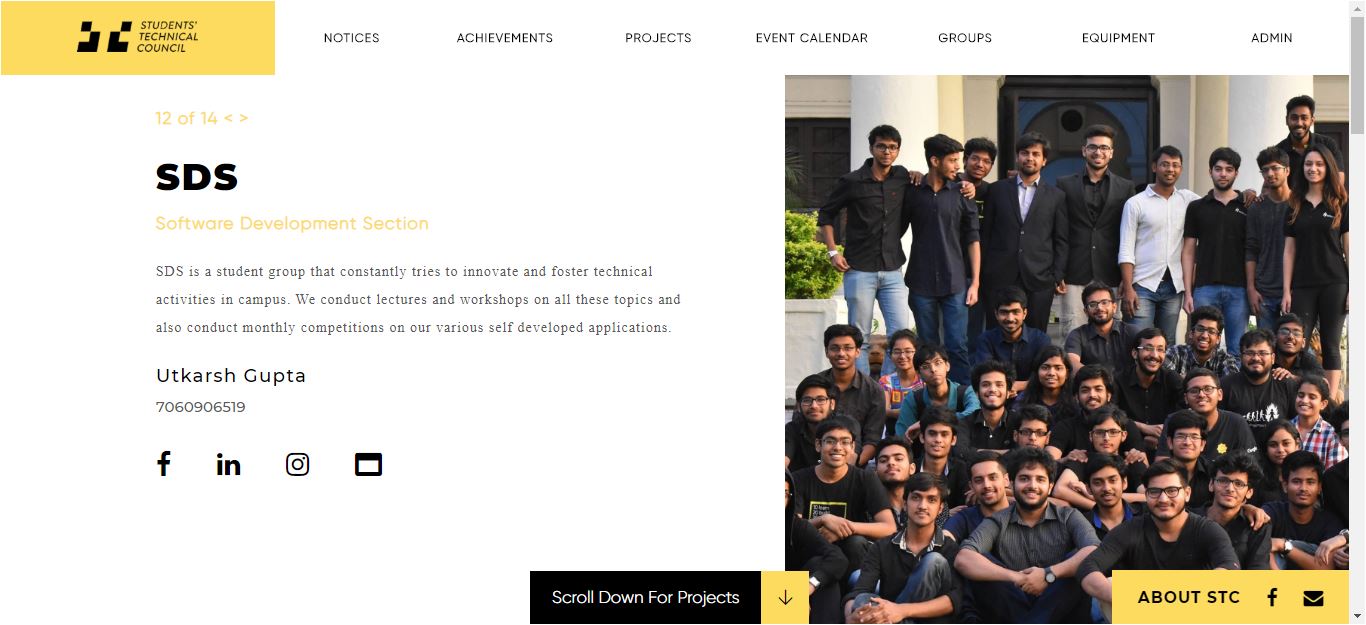 STUDENTS'
TECHNICAL
COUNCIL
NOTICES
ACHIEVEMENTS
PROJECTS
EVENT CALENDAR
GROUPS
EQUIPMENT
ADMIN
12 of 14 < >
SDS
Software Development Section
SDS is a student group that constantly tries to innovate and foster technical
activities in campus. We conduct lectures and workshops on all these topics and
also conduct monthly competitions on our various self developed applications.
Utkarsh Gupta
7060906519
Scroll Down For Projects
ABOUT STC